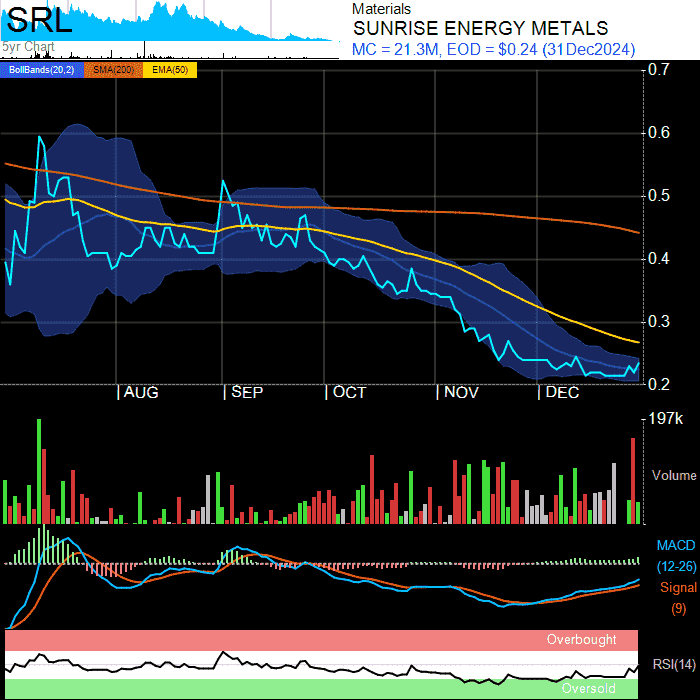 SRL
5yr Chart
Materials
SUNRISE ENERGY METALS
MC = 21.3M, EOD = $0.24 (31Dec2024)
BollBands(20,2) SMA(200) EMA(50)
0.7
0.6
0.5
0.4
0.3
0.2
AUG SEP OCT NOV DEC
197k
Volume
MACD
(12-26)
Signal
(9)
Overbought
RSI(14)
Oversold